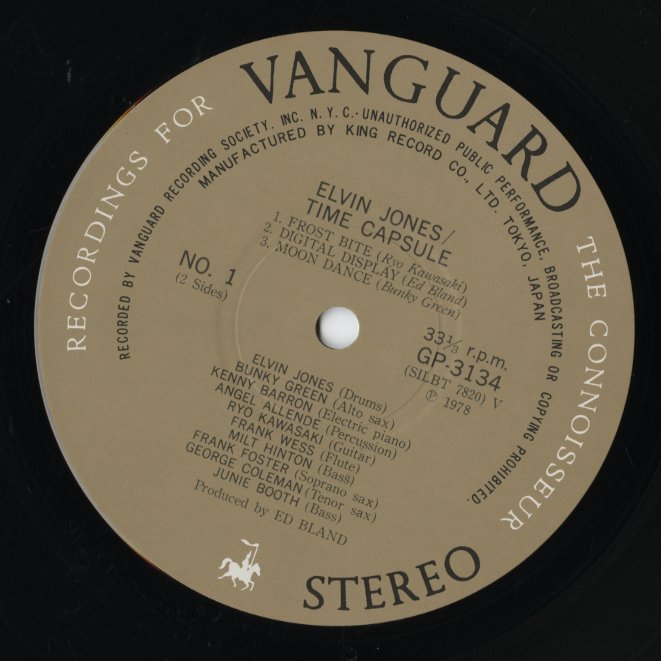 RECORDINGS FOR VANGUARD THE CONNOISSEUR
RECORDED BY VANGUARD RECORDING SOCIETY, INC. N.Y.C.・UNAUTHORIZED PUBLIC PERFORMANCE, BROADCASTING OR COPYING PROHIBITED.
MANUFACTURED BY KING RECORD CO., LTD. TOKYO, JAPAN
ELVIN JONES/
TIME CAPSULE
1. FROST BITE (Ryo Kawasaki)
2. DIGITAL DISPLAY (Ed Bland)
3. MOON DANCE (Bunky Green)
NO. 1
(2 Sides)
33⅓ r.p.m.
GP-3134
(SILBT 7820) V
℗ 1978
ELVIN JONES (Drums)
BUNKY GREEN (Alto sax)
KENNY BARRON (Electric piano)
ANGEL ALLENDE (Percussion)
RYO KAWASAKI (Guitar)
FRANK WESS (Flute)
MILT HINTON (Bass)
FRANK FOSTER (Soprano sax)
GEORGE COLEMAN (Tenor sax)
JUNIE BOOTH (Bass)
Produced by ED BLAND
STEREO